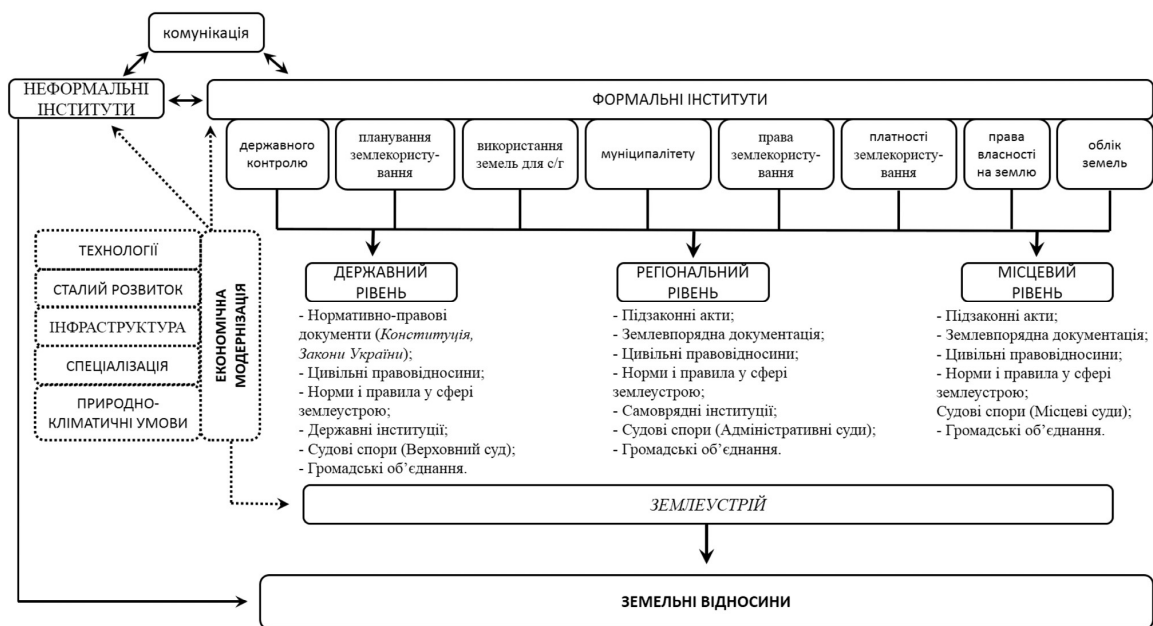 комунікація
НЕФОРМАЛЬНІ
ІНСТИТУТИ
ФОРМАЛЬНІ ІНСТИТУТИ
державного
контролю
планування
землекористу-
вання
використання
земель для с/г
муніципалітету
права
землекористу-
вання
платності
землекористу-
вання
права
власності
на землю
облік
земель
ТЕХНОЛОГІЇ
СТАЛИЙ РОЗВИТОК
ІНФРАСТРУКТУРА
СПЕЦІАЛІЗАЦІЯ
ПРИРОДНО-
КЛІМАТИЧНІ УМОВИ
ЕКОНОМІЧНА
МОДЕРНІЗАЦІЯ
ДЕРЖАВНИЙ
РІВЕНЬ
- Нормативно-правові
документи (Конституція,
Закони України);
- Цивільні правовідносини;
- Норми і правила у сфері
землеустрою;
- Державні інституції;
- Судові спори (Верховний суд);
- Громадські об’єднання.
РЕГІОНАЛЬНИЙ
РІВЕНЬ
- Підзаконні акти;
- Землевпорядна документація;
- Цивільні правовідносини;
- Норми і правила у сфері
землеустрою;
- Самоврядні інституції;
- Судові спори (Адміністративні суди);
- Громадські об’єднання.
МІСЦЕВИЙ
РІВЕНЬ
- Підзаконні акти;
- Землевпорядна документація;
- Цивільні правовідносини;
- Норми і правила у сфері
землеустрою;
Судові спори (Місцеві суди);
- Громадські об’єднання.
ЗЕМЛЕУСТРІЙ
ЗЕМЕЛЬНІ ВІДНОСИНИ